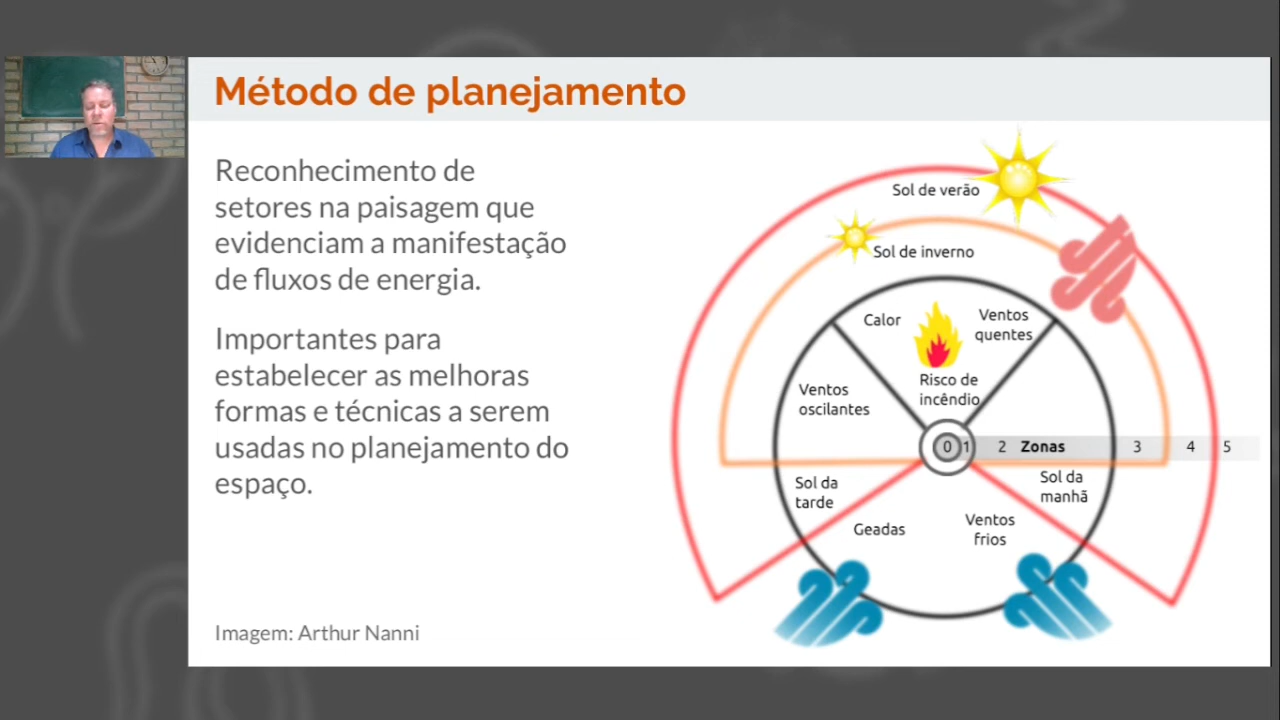 Método de planejamento
Reconhecimento de
setores na paisagem que
evidenciam a manifestação
de fluxos de energia.
Importantes para
estabelecer as melhoras
formas e técnicas a serem
usadas no planejamento do
espaço.
Imagem: Arthur Nanni
Sol de verão
Sol de inverno
Calor
Ventos
quentes
Risco de
incêndio
Ventos
oscilantes
0 1 2 Zonas 3 4 5
Sol da
tarde
Sol da
manhã
Geadas
Ventos
frios